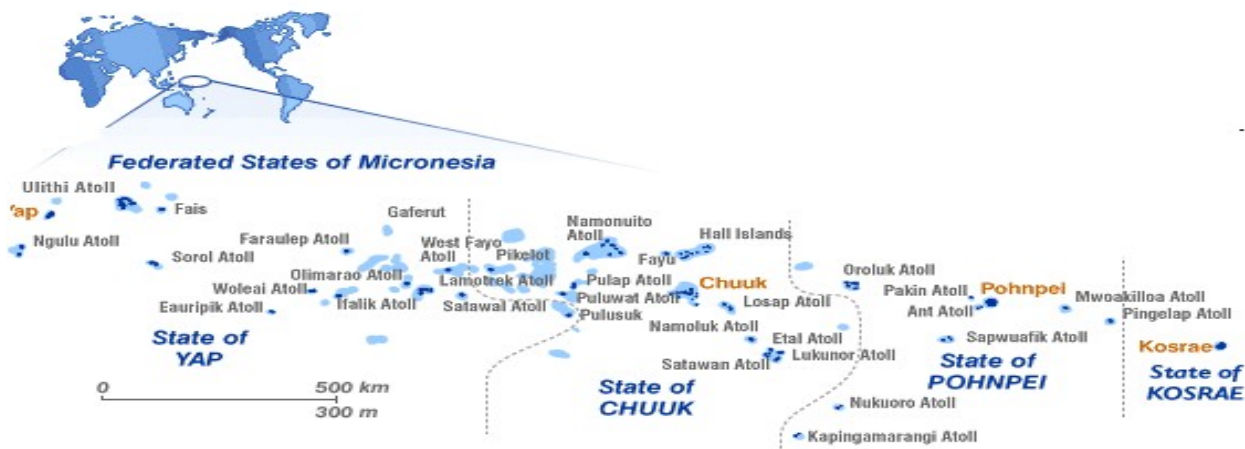 Federated States of Micronesia
Ulithi Atoll
Yap
Fais
Gaferut
Ngulu Atoll
Sorol Atoll
Faraulep Atoll
West Fayo
Atoll
Pikelot
Namonuito
Atoll
Hall Islands
Fayu
Woleai Atoll
Olimarao Atoll
Lamotrek Atoll
Pulap Atoll
Chuuk
Oroluk Atoll
Eauripik Atoll
Ifalik Atoll
Satawal Atoll
Puluwat Atoll
Pulusuk
Losap Atoll
Pakin Atoll
Pohnpei
Ant Atoll
Mwoakilloa Atoll
Pingelap Atoll
Namoluk Atoll
Etal Atoll
Lukunor Atoll
Satawan Atoll
Sapwuafik Atoll
Kosrae
State of
YAP
State of
CHUUK
State of
POHNPEI
State of
KOSRAE
0 500 km
300 m
Nukuoro Atoll
Kapingamarangi Atoll